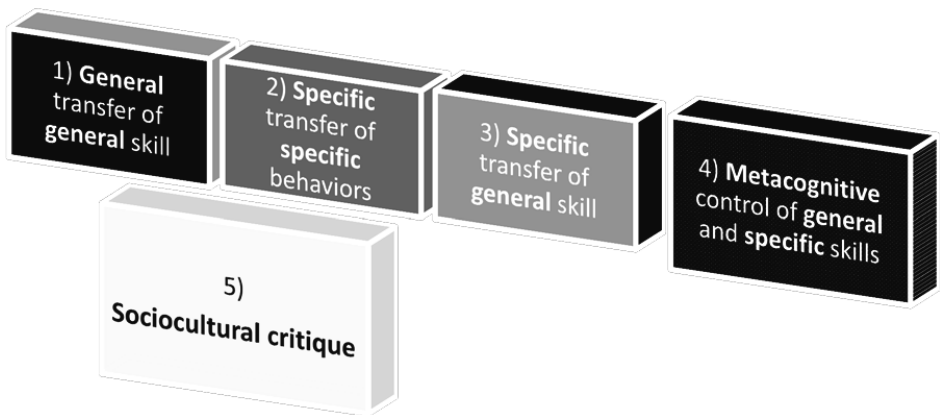 1) General
transfer of
general skill
2) Specific
transfer of
specific
behaviors
3) Specific
transfer of
general skill
4) Metacognitive
control of general
and specific skills
5)
Sociocultural critique